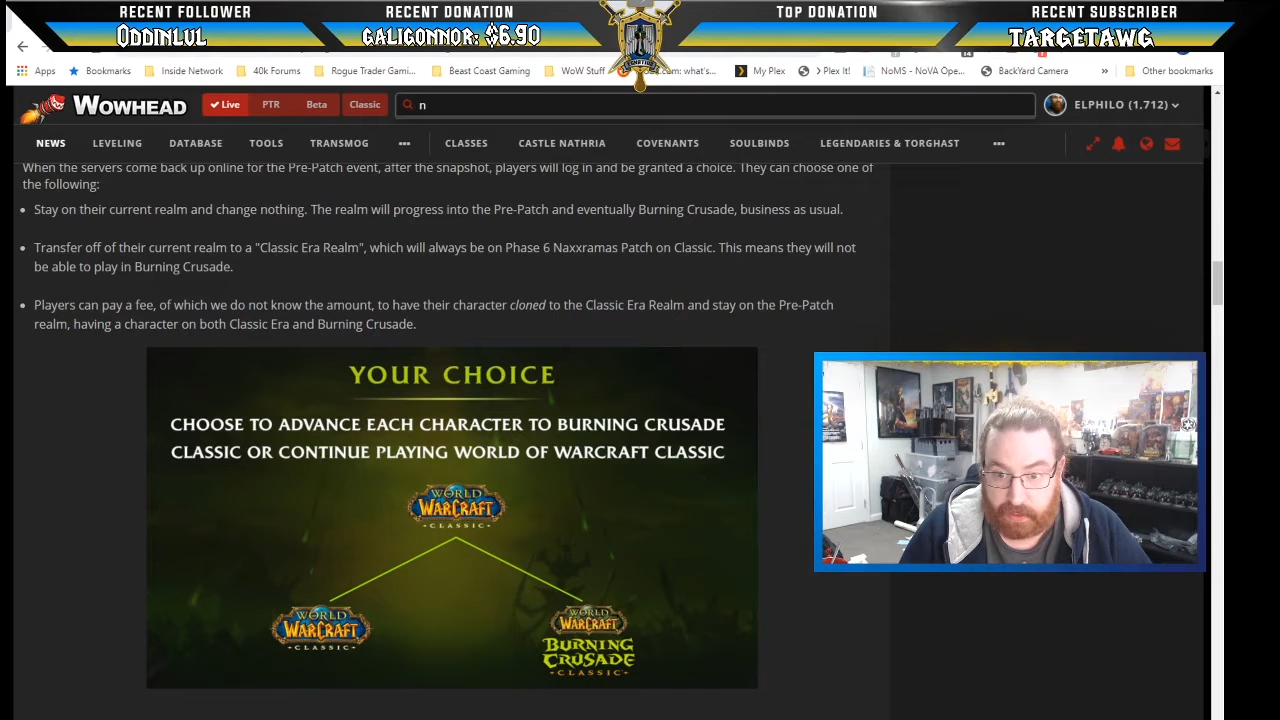 RECENT FOLLOWER
RECENT DONATION
TOP DONATION
RECENT SUBSCRIBER
ODDINLUL
GALIGONNOR: $6.90
TARGETAWG
Apps
Bookmarks
Inside Network
40k Forums
Rogue Trader Gami...
Beast Coast Gaming
WoW Stuff
My Plex
Plex It!
NoMS - NoVA Ope...
BackYard Camera
»
Other bookmarks
WOWHEAD
Live
PTR
Beta
Classic
n
ELPHILO (1,712)
NEWS
LEVELING
DATABASE
TOOLS
TRANSMOG
•••
CLASSES
CASTLE NATHRIA
COVENANTS
SOULBINDS
LEGENDARIES & TORGHAST
•••
When the servers come back up online for the Pre-Patch event, after the snapshot, players will log in and be granted a choice. They can choose one of
the following:
Stay on their current realm and change nothing. The realm will progress into the Pre-Patch and eventually Burning Crusade, business as usual.
Transfer off of their current realm to a "Classic Era Realm", which will always be on Phase 6 Naxxramas Patch on Classic. This means they will not
be able to play in Burning Crusade.
Players can pay a fee, of which we do not know the amount, to have their character cloned to the Classic Era Realm and stay on the Pre-Patch
realm, having a character on both Classic Era and Burning Crusade.
YOUR CHOICE
CHOOSE TO ADVANCE EACH CHARACTER TO BURNING CRUSADE
CLASSIC OR CONTINUE PLAYING WORLD OF WARCRAFT CLASSIC
WORLD
WARCRAFT
CLASSIC
WORLD
WARCRAFT
CLASSIC
WORLD
WARCRAFT
BURNING
CRUSADE
CLASSIC